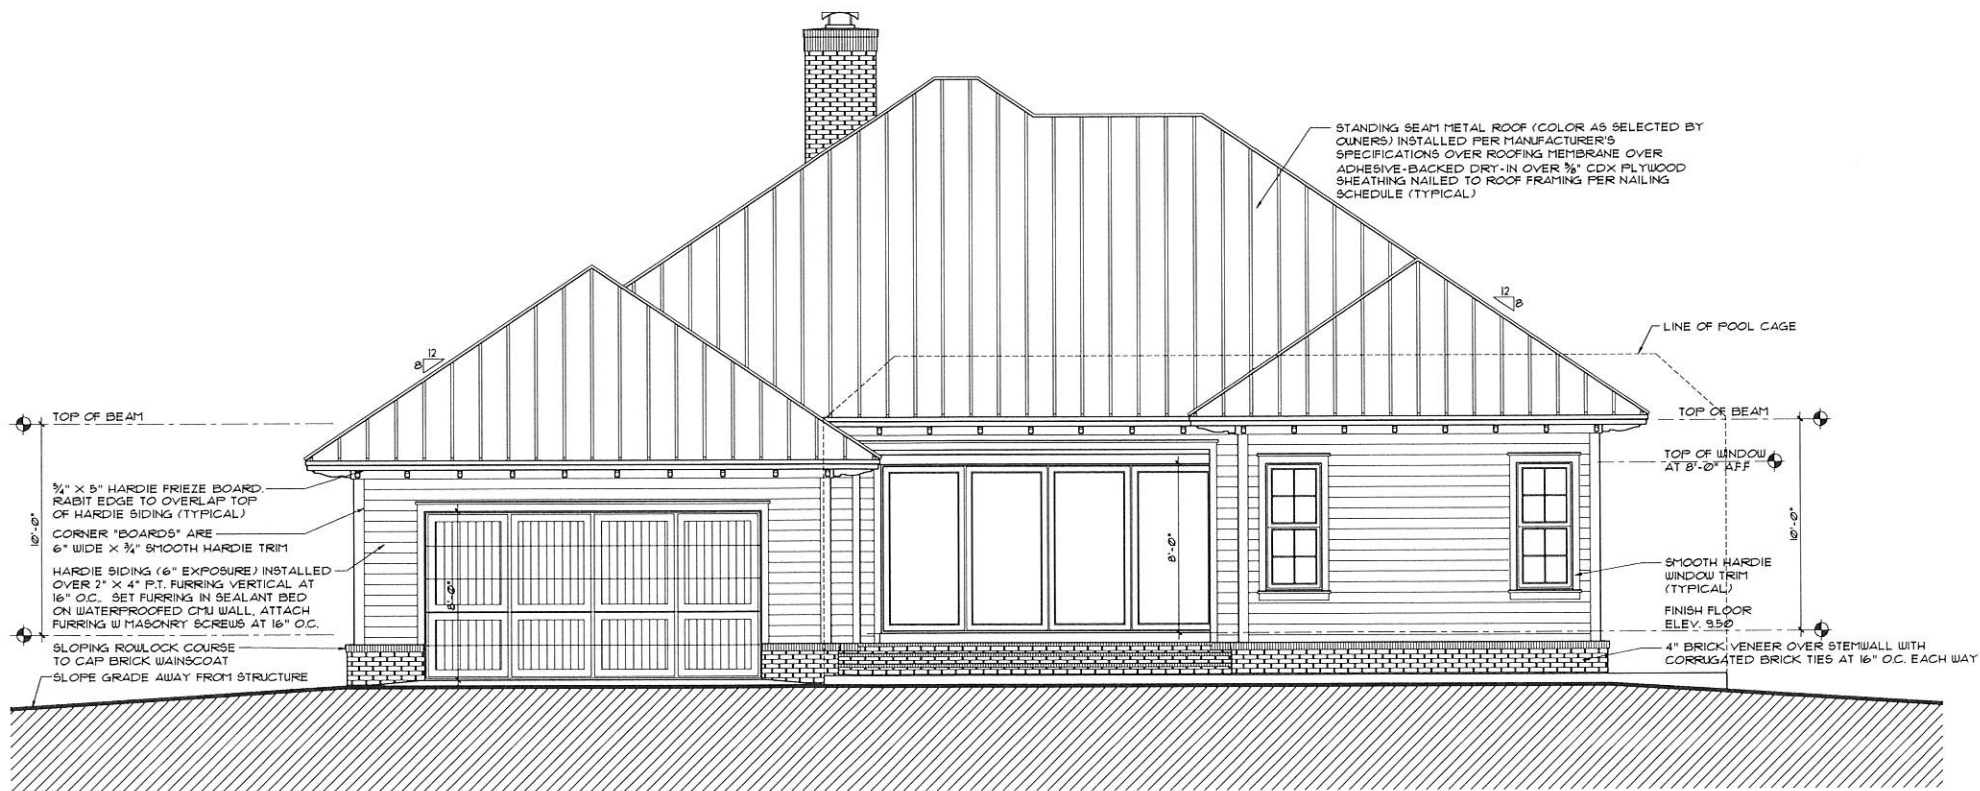 STANDING SEAM METAL ROOF (COLOR AS SELECTED BY
OWNERS) INSTALLED PER MANUFACTURER'S
SPECIFICATIONS OVER ROOFING MEMBRANE OVER
ADHESIVE-BACKED DRY-IN OVER 5/8" CDX PLYWOOD
SHEATHING NAILED TO ROOF FRAMING PER NAILING
SCHEDULE (TYPICAL)
12
8
LINE OF POOL CAGE
12
8
TOP OF BEAM
TOP OF BEAM
TOP OF WINDOW
AT 8'-0" AFF
5/4" X 5" HARDIE FRIEZE BOARD.
RABIT EDGE TO OVERLAP TOP
OF HARDIE SIDING (TYPICAL)
CORNER "BOARDS" ARE
6" WIDE X 3/4" SMOOTH HARDIE TRIM
HARDIE SIDING (6" EXPOSURE) INSTALLED
OVER 2" X 4" P.T. FURRING VERTICAL AT
16" O.C. SET FURRING IN SEALANT BED
ON WATERPROOFED CMU WALL, ATTACH
FURRING W MASONRY SCREWS AT 16" O.C.
10'-0"
8'-0"
8'-0"
10'-0"
SMOOTH HARDIE
WINDOW TRIM
(TYPICAL)
FINISH FLOOR
ELEV. 9.50
SLOPING ROWLOCK COURSE
TO CAP BRICK WAINSCOAT
SLOPE GRADE AWAY FROM STRUCTURE
4" BRICK VENEER OVER STEMWALL WITH
CORRUGATED BRICK TIES AT 16" O.C. EACH WAY